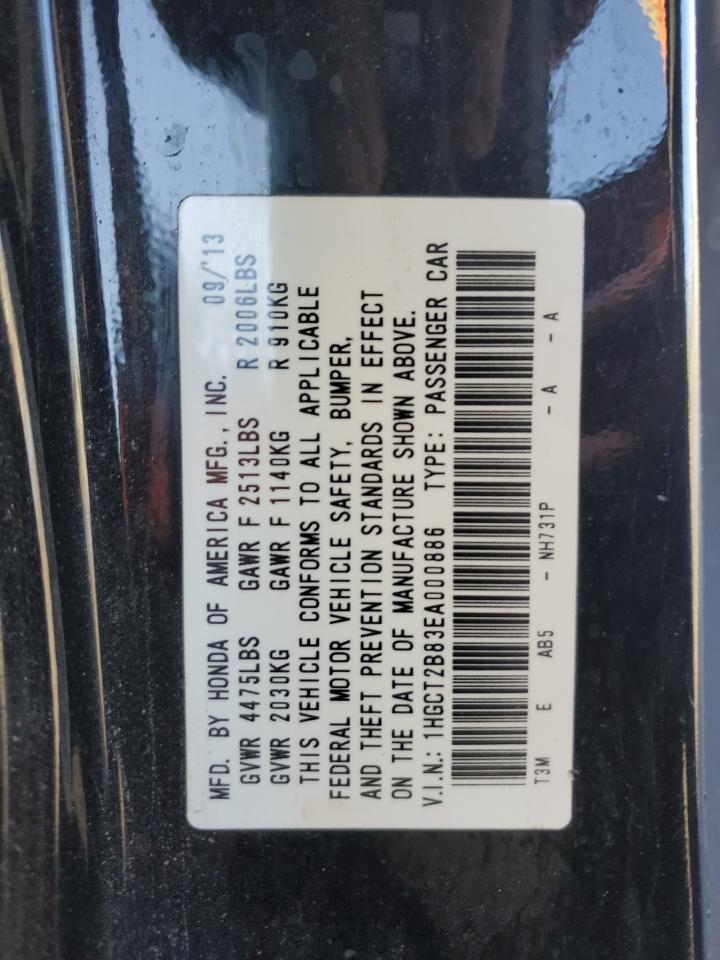 MFD. BY HONDA OF AMERICA MFG., INC. 09/'13
GVWR 4475LBS GAWR F 2513LBS R 2006LBS
GVWR 2030KG GAWR F 1140KG R 910KG
THIS VEHICLE CONFORMS TO ALL APPLICABLE
FEDERAL MOTOR VEHICLE SAFETY, BUMPER,
AND THEFT PREVENTION STANDARDS IN EFFECT
ON THE DATE OF MANUFACTURE SHOWN ABOVE.
V.I.N.: 1HGCT2B83EA000886 TYPE: PASSENGER CAR
T3M E AB5 - NH731P - A - A